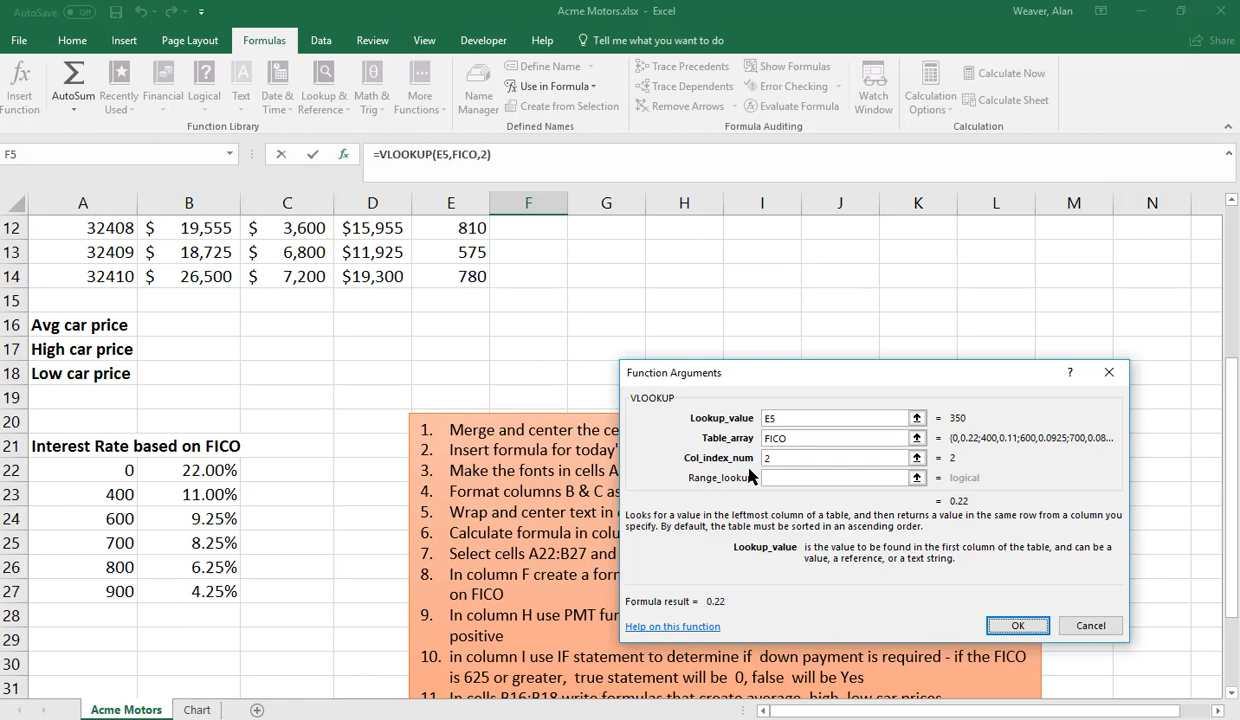 AutoSave Off
Acme Motors.xlsx - Excel
Weaver, Alan
File Home Insert Page Layout Formulas Data Review View Developer Help Tell me what you want to do Share
Insert Function
AutoSum
Recently Used
Financial
Logical
Text
Date & Time
Lookup & Reference
Math & Trig
More Functions
Function Library
Name Manager
Define Name
Use in Formula
Create from Selection
Defined Names
Trace Precedents
Trace Dependents
Remove Arrows
Show Formulas
Error Checking
Evaluate Formula
Formula Auditing
Watch Window
Calculation Options
Calculate Now
Calculate Sheet
Calculation
F5 fx =VLOOKUP(E5,FICO,2)
A B C D E F G H I J K L M N
12 32408 $ 19,555 $ 3,600 $15,955 810
13 32409 $ 18,725 $ 6,800 $11,925 575
14 32410 $ 26,500 $ 7,200 $19,300 780
15
16 Avg car price
17 High car price
18 Low car price
19
20
21 Interest Rate based on FICO
22 0 22.00%
23 400 11.00%
24 600 9.25%
25 700 8.25%
26 800 6.25%
27 900 4.25%
28
29
30
31
1. Merge and center the ce
2. Insert formula for today'
3. Make the fonts in cells A
4. Format columns B & C as
5. Wrap and center text in
6. Calculate formula in colu
7. Select cells A22:B27 and
8. In column F create a form
on FICO
9. In column H use PMT fun
positive
10. in column I use IF statement to determine if down payment is required - if the FICO
is 625 or greater, true statement will be 0, false will be Yes
11. In cells B16:B18 write formulas that create average, high, low car prices
Function Arguments ? ×
VLOOKUP
Lookup_value E5 = 350
Table_array FICO = {0,0.22;400,0.11;600,0.0925;700,0.08...
Col_index_num 2 = 2
Range_looku = logical
= 0.22
Looks for a value in the leftmost column of a table, and then returns a value in the same row from a column you
specify. By default, the table must be sorted in an ascending order.
Lookup_value is the value to be found in the first column of the table, and can be a
value, a reference, or a text string.
Formula result = 0.22
Help on this function
OK Cancel
Acme Motors Chart